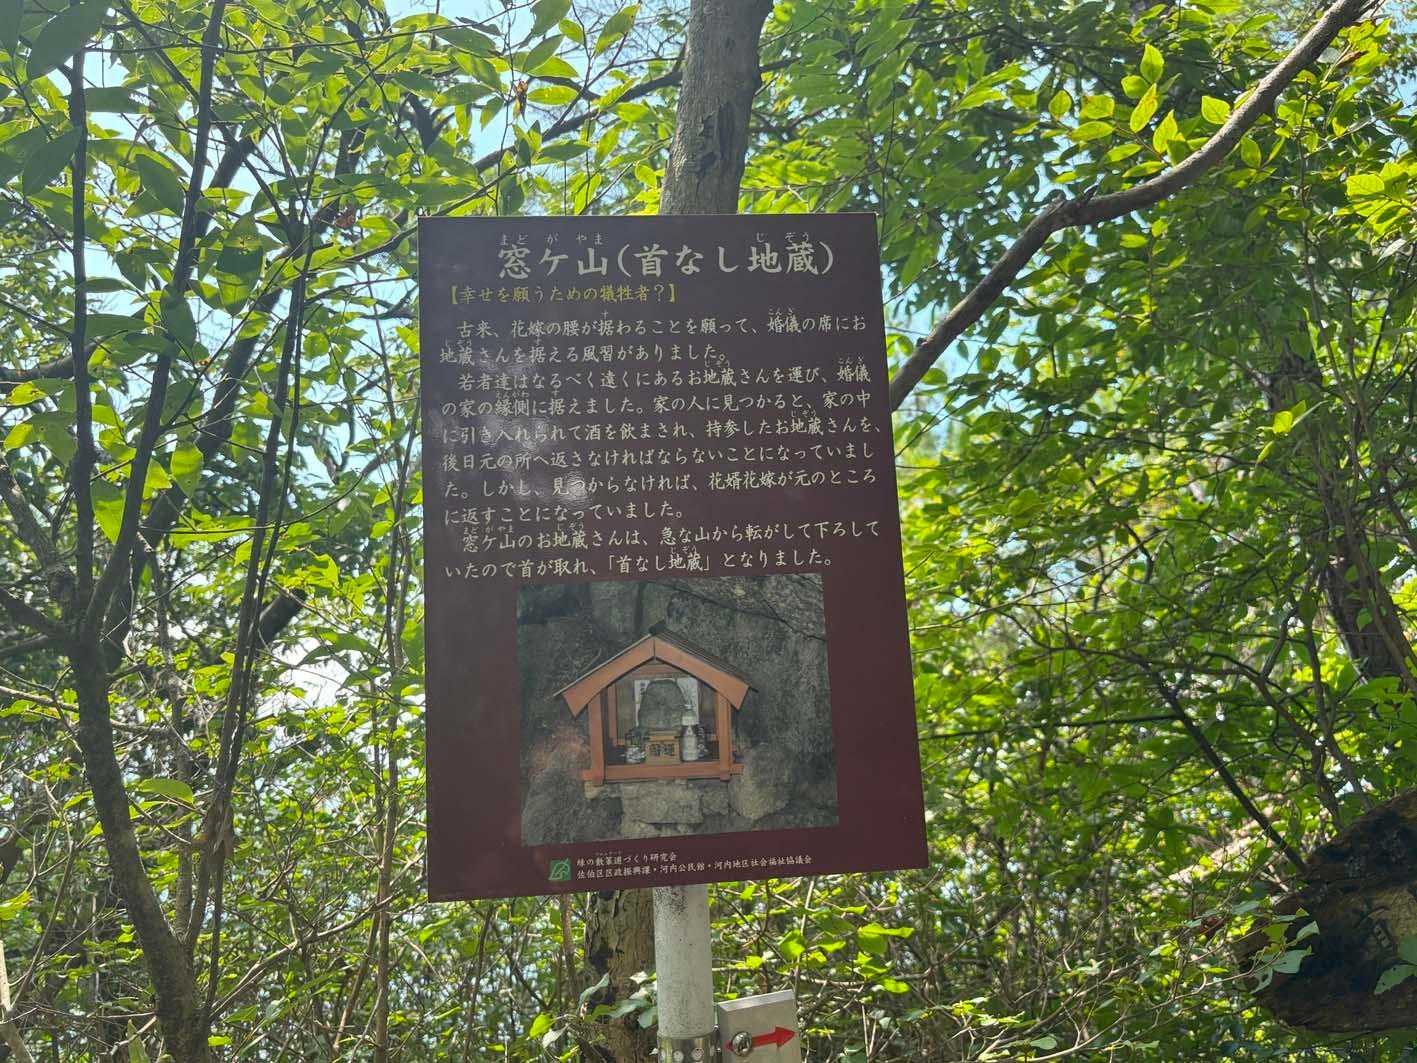 まどがやま じぞう
窓ケ山(首なし地蔵)
【幸せを願うための犠牲者?】
古来、花嫁の腰が据わることを願って、婚儀の席にお
地蔵さんを据える風習がありました。
若者達はなるべく遠くにあるお地蔵さんを運び、婚儀
の家の縁側に据えました。家の人に見つかると、家の中
に引き入れられて酒を飲まされ、持参したお地蔵さんを、
後日元の所へ返さなければならないことになっていまし
た。しかし、見つからなければ、花婿花嫁が元のところ
に返すことになっていました。
窓ケ山のお地蔵さんは、急な山から転がして下ろして
いたので首が取れ、「首なし地蔵」となりました。
緑の散策道づくり研究会
佐伯区区政振興課・河内公民館・河内地区社会福祉協議会